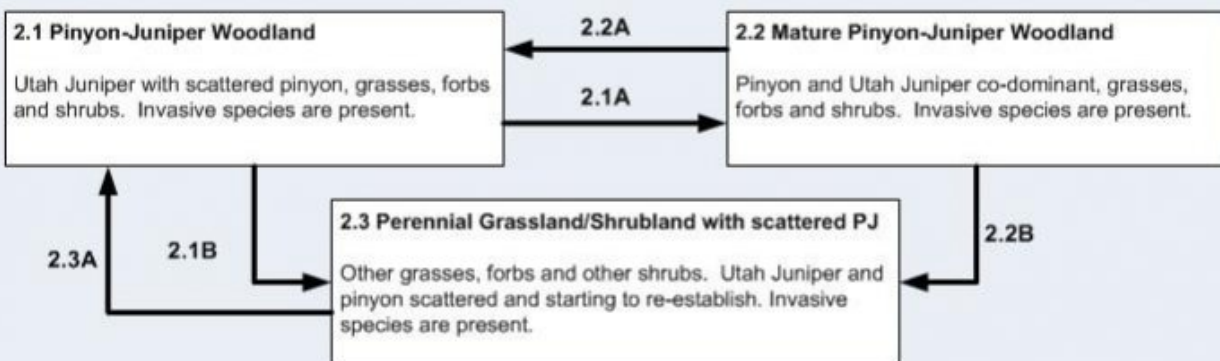 2.1 Pinyon-Juniper Woodland
Utah Juniper with scattered pinyon, grasses, forbs
and shrubs. Invasive species are present.
2.2A
2.1A
2.2 Mature Pinyon-Juniper Woodland
Pinyon and Utah Juniper co-dominant, grasses,
forbs and shrubs. Invasive species are present.
2.3A
2.1B
2.3 Perennial Grassland/Shrubland with scattered PJ
Other grasses, forbs and other shrubs. Utah Juniper and
pinyon scattered and starting to re-establish. Invasive
species are present.
2.2B